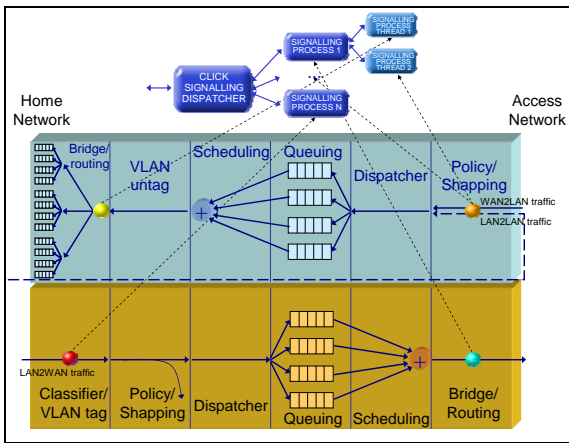 SIGNALLING
PROCESS
THREAD 1
SIGNALLING
PROCESS 1
SIGNALLING
PROCESS
THREAD 2
CLICK
SIGNALLING
DISPATCHER
...
SIGNALLING
PROCESS N
Home
Network
Access
Network
Bridge/
routing
VLAN
untag
Scheduling
Queuing
Dispatcher
Policy/
Shapping
+
WAN2LAN traffic
LAN2LAN traffic
+
LAN2WAN traffic
Classifier/
VLAN tag
Policy/
Shapping
Dispatcher
Queuing
Scheduling
Bridge/
Routing